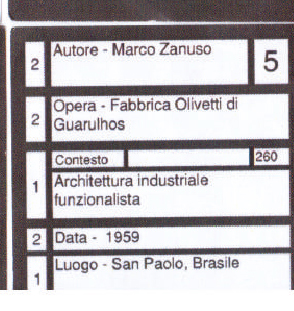 2 Autore - Marco Zanuso 5
2 Opera - Fabbrica Olivetti di
Guarulhos
Contesto 260
1 Architettura industriale
funzionalista
2 Data - 1959
1 Luogo - San Paolo, Brasile